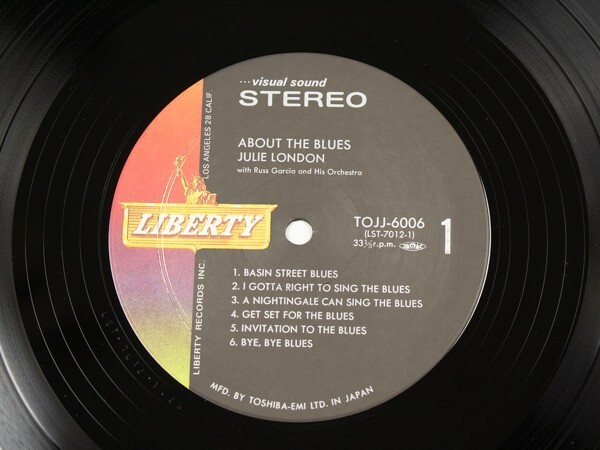 ...visual sound
STEREO
ABOUT THE BLUES
JULIE LONDON
with Russ Garcia and His Orchestra
LOS ANGELES 28 CALIF.
LIBERTY
TOJJ-6006
(LST-7012-1)
33⅓ r.p.m.
1
LIBERTY RECORDS INC.
1. BASIN STREET BLUES
2. I GOTTA RIGHT TO SING THE BLUES
3. A NIGHTINGALE CAN SING THE BLUES
4. GET SET FOR THE BLUES
5. INVITATION TO THE BLUES
6. BYE, BYE BLUES
MFD. BY TOSHIBA-EMI LTD. IN JAPAN